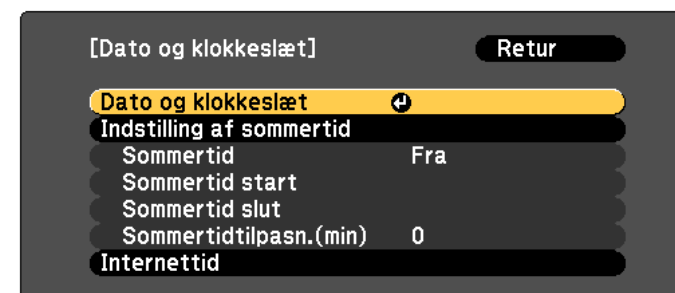 [Dato og klokkeslæt] Retur
Dato og klokkeslæt
Indstilling af sommertid
Sommertid Fra
Sommertid start
Sommertid slut
Sommertidtilpasn.(min) 0
Internettid